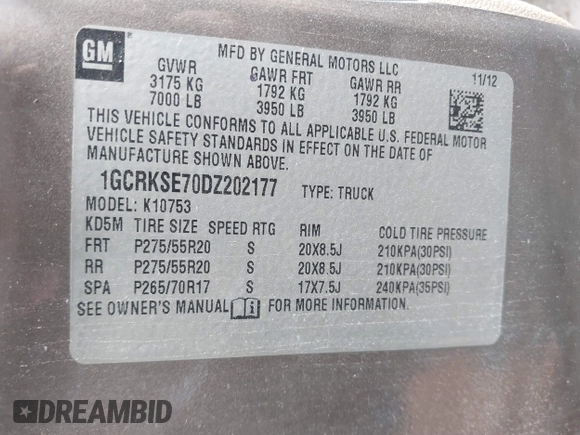 GM
MFD BY GENERAL MOTORS LLC
11/12
GVWR GAWR FRT GAWR RR
3175 KG 1792 KG 1792 KG
7000 LB 3950 LB 3950 LB
THIS VEHICLE CONFORMS TO ALL APPLICABLE U.S. FEDERAL MOTOR
VEHICLE SAFETY STANDARDS IN EFFECT ON THE DATE OF
MANUFACTURE SHOWN ABOVE.
1GCRKSE70DZ202177 TYPE: TRUCK
MODEL: K10753
KD5M TIRE SIZE SPEED RTG RIM COLD TIRE PRESSURE
FRT P275/55R20 S 20X8.5J 210KPA(30PSI)
RR P275/55R20 S 20X8.5J 210KPA(30PSI)
SPA P265/70R17 S 17X7.5J 240KPA(35PSI)
SEE OWNER'S MANUAL FOR MORE INFORMATION.
DREAMBID